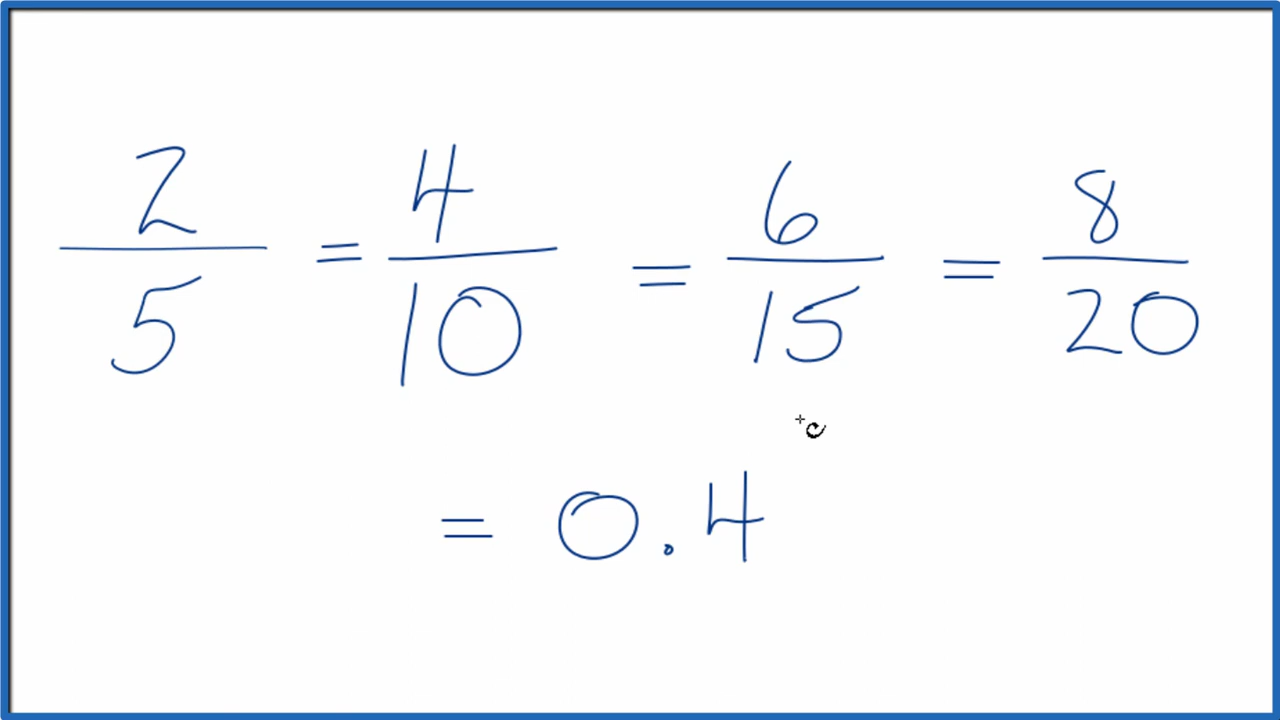 2/5 = 4/10 = 6/15 = 8/20
= 0.4